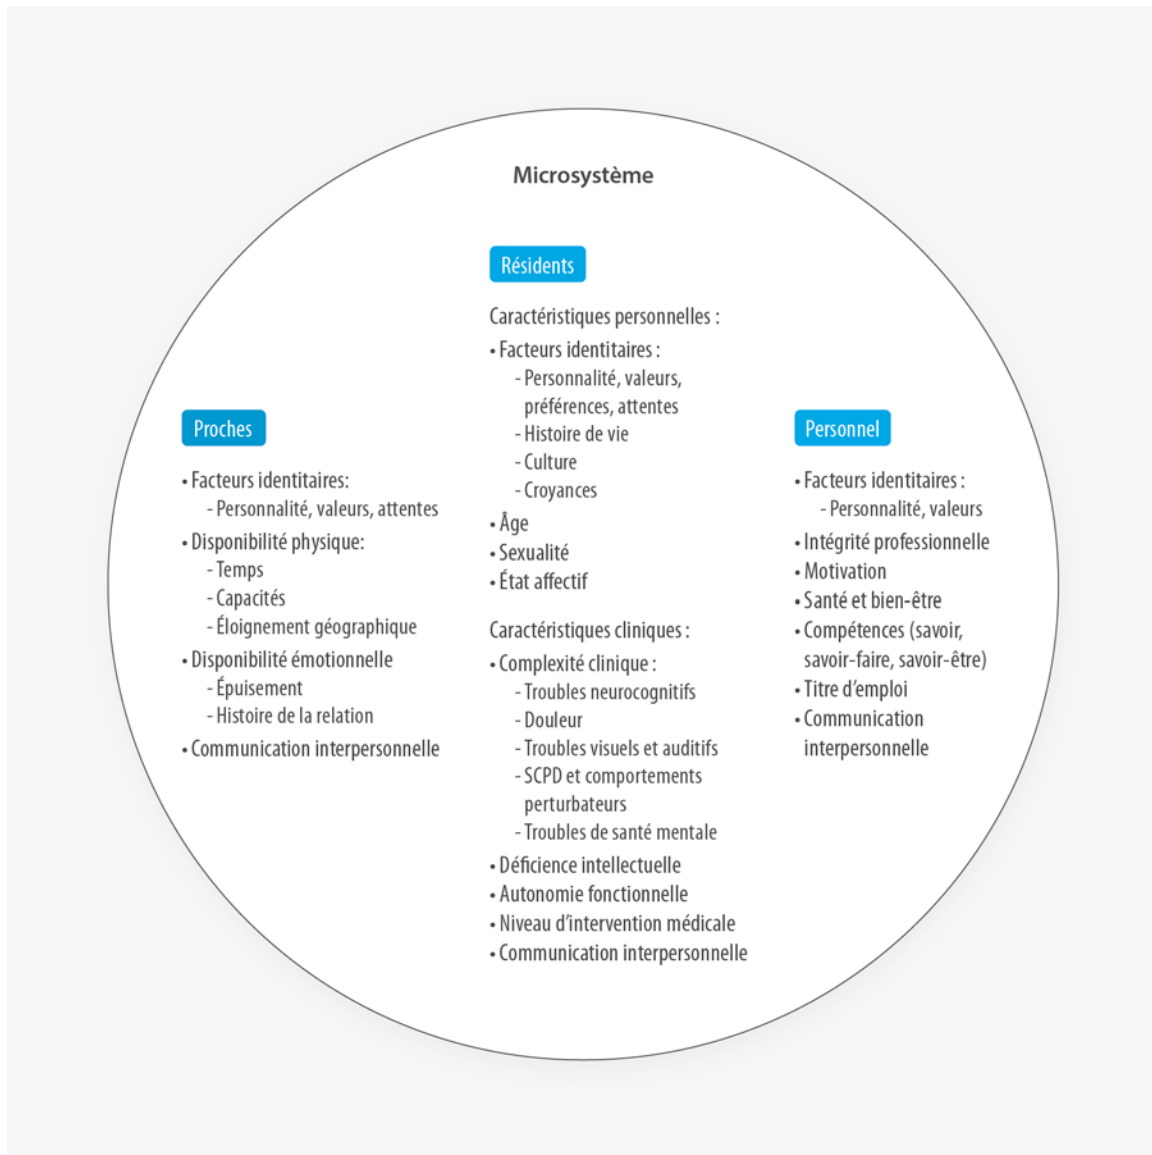 Microsystème
Résidents
Caractéristiques personnelles :
• Facteurs identitaires :
- Personnalité, valeurs,
préférences, attentes
- Histoire de vie
- Culture
- Croyances
• Âge
• Sexualité
• État affectif
Caractéristiques cliniques :
• Complexité clinique :
- Troubles neurocognitifs
- Douleur
- Troubles visuels et auditifs
- SCPD et comportements
perturbateurs
- Troubles de santé mentale
• Déficience intellectuelle
• Autonomie fonctionnelle
• Niveau d’intervention médicale
• Communication interpersonnelle
Proches
• Facteurs identitaires:
- Personnalité, valeurs, attentes
• Disponibilité physique:
- Temps
- Capacités
- Éloignement géographique
• Disponibilité émotionnelle
- Épuisement
- Histoire de la relation
• Communication interpersonnelle
Personnel
• Facteurs identitaires :
- Personnalité, valeurs
• Intégrité professionnelle
• Motivation
• Santé et bien-être
• Compétences (savoir,
savoir-faire, savoir-être)
• Titre d’emploi
• Communication
interpersonnelle